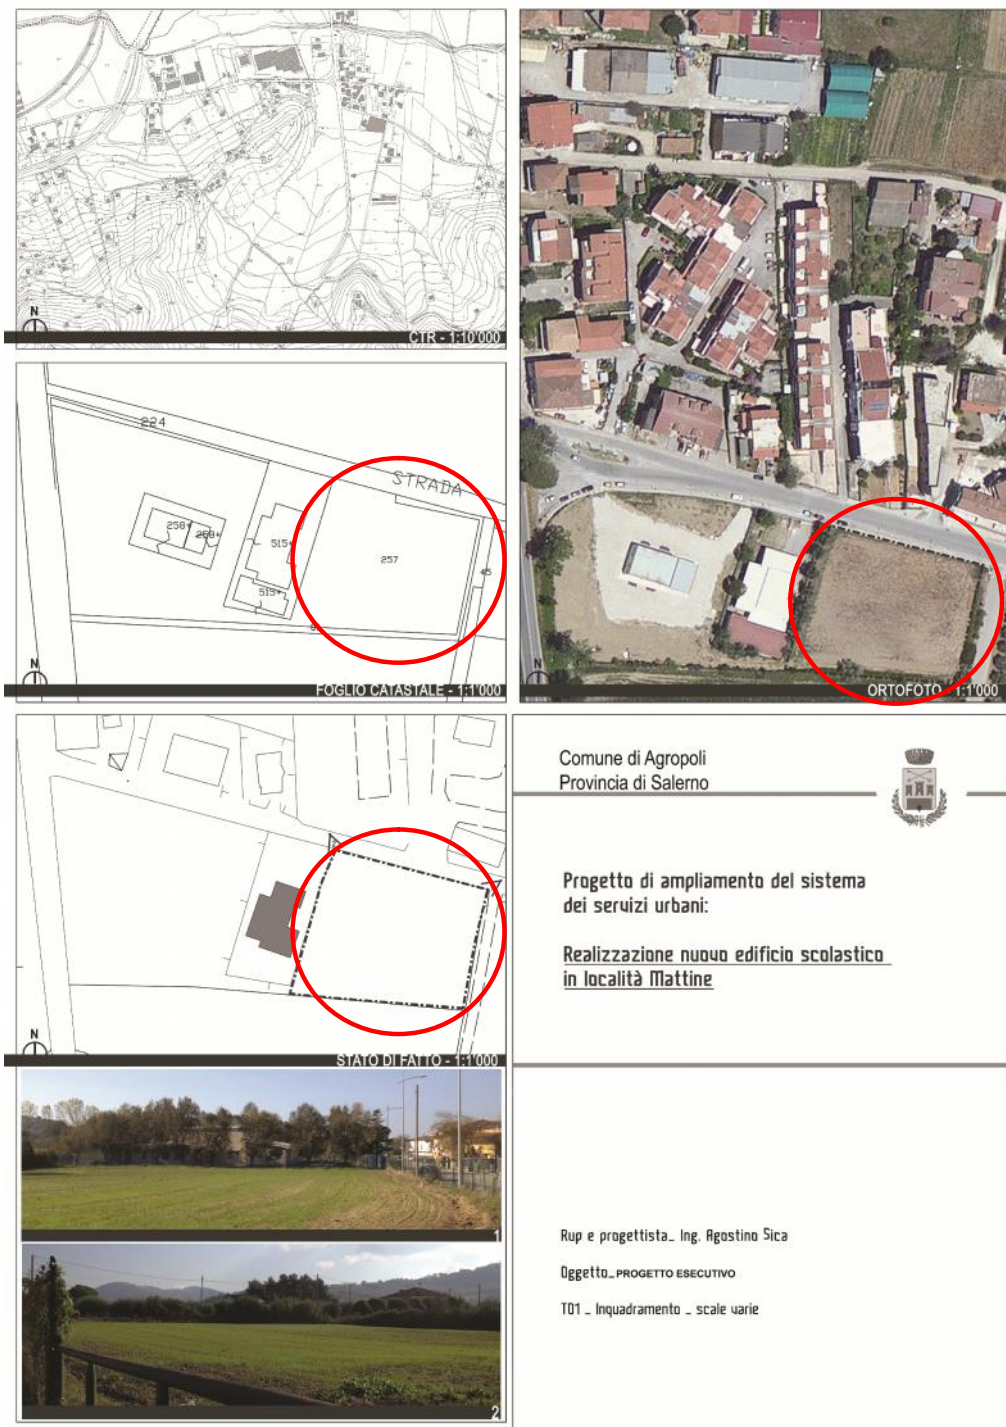 N
CTR - 1:10'000
224
STRADA
258+
268+
515+
515+
257
45
N
FOGLIO CATASTALE - 1:1'000
N
ORTOFOTO - 1:1'000
N
STATO DI FATTO - 1:1'000
1
2
Comune di Agropoli
Provincia di Salerno
Progetto di ampliamento del sistema
dei servizi urbani:
Realizzazione nuovo edificio scolastico
in località Mattine
Rup e progettista_ Ing. Agostino Sica
Oggetto_PROGETTO ESECUTIVO
T01 _ Inquadramento _ scale varie